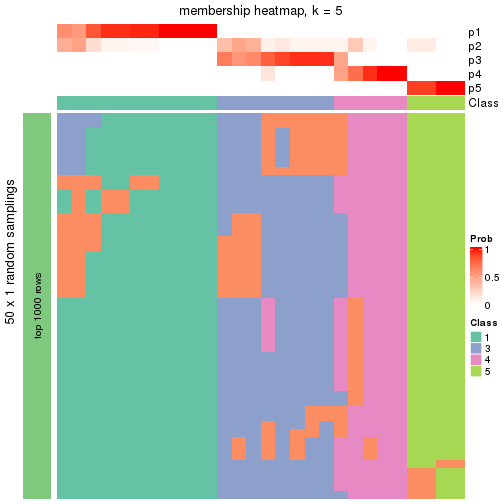 membership heatmap, k = 5
p1
p2
p3
p4
p5
Class
50 x 1 random samplings
top 1000 rows
Prob
1
0.5
0
Class
1
3
4
5